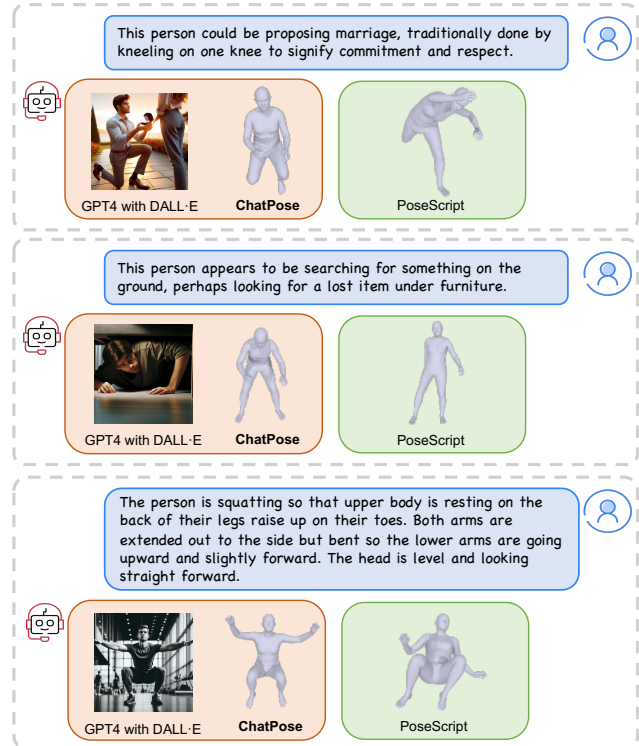 This person could be proposing marriage, traditionally done by
kneeling on one knee to signify commitment and respect.
GPT4 with DALL·E
ChatPose
PoseScript
This person appears to be searching for something on the
ground, perhaps looking for a lost item under furniture.
GPT4 with DALL·E
ChatPose
PoseScript
The person is squatting so that upper body is resting on the
back of their legs raise up on their toes. Both arms are
extended out to the side but bent so the lower arms are going
upward and slightly forward. The head is level and looking
straight forward.
GPT4 with DALL·E
ChatPose
PoseScript